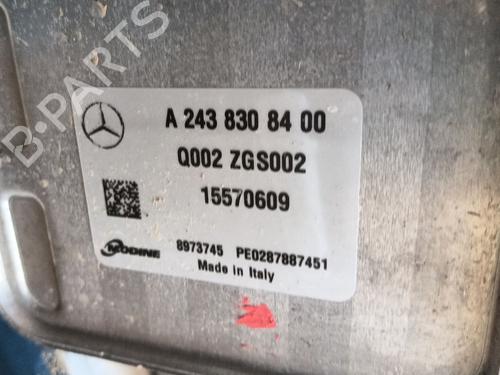 B-PARTS
A 243 830 84 00
Q002 ZGS002
15570609
MODINE
8973745 PE0287887451
Made in Italy